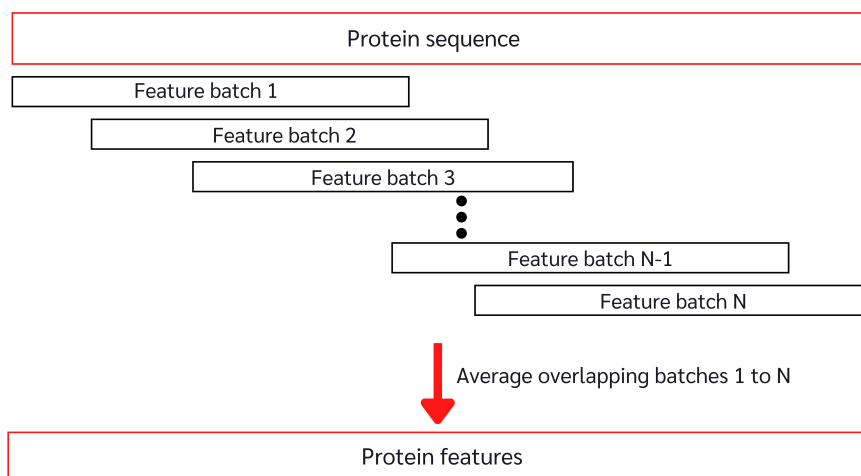 Protein sequence
Feature batch 1
Feature batch 2
Feature batch 3
Feature batch N-1
Feature batch N
Average overlapping batches 1 to N
Protein features